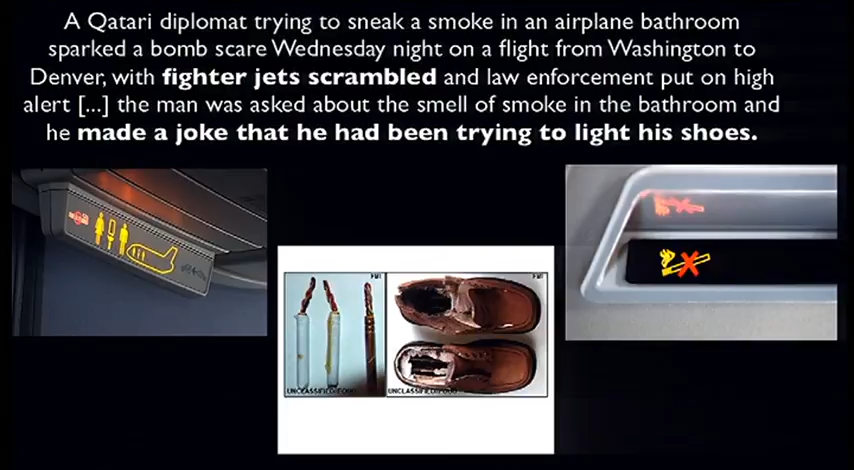 A Qatari diplomat trying to sneak a smoke in an airplane bathroom
sparked a bomb scare Wednesday night on a flight from Washington to
Denver, with fighter jets scrambled and law enforcement put on high
alert [...] the man was asked about the smell of smoke in the bathroom and
he made a joke that he had been trying to light his shoes.